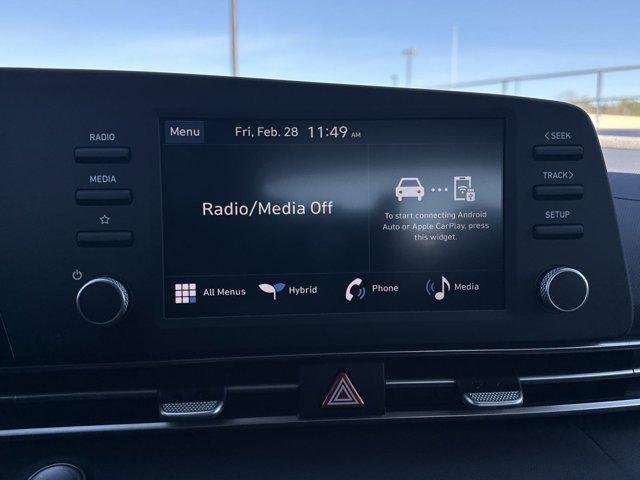 RADIO
MEDIA
Menu
Fri, Feb. 28 11:49 AM
Radio/Media Off
To start connecting Android
Auto or Apple CarPlay, press
this widget.
All Menus
Hybrid
Phone
Media
< SEEK
TRACK >
SETUP